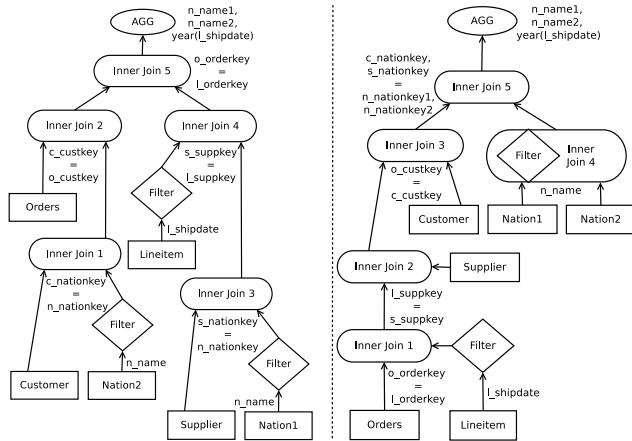 AGG
n_name1,
n_name2,
year(l_shipdate)
Inner Join 5
o_orderkey
=
l_orderkey
Inner Join 2
Inner Join 4
c_custkey
=
o_custkey
s_suppkey
=
l_suppkey
Orders
Filter
l_shipdate
Inner Join 1
Lineitem
c_nationkey
=
n_nationkey
Inner Join 3
Filter
s_nationkey
=
n_nationkey
n_name
Filter
Customer
Nation2
n_name
Supplier
Nation1
AGG
n_name1,
n_name2,
year(l_shipdate)
c_nationkey,
s_nationkey
=
n_nationkey1,
n_nationkey2
Inner Join 5
Inner Join 3
Filter
Inner
Join 4
o_custkey
=
c_custkey
n_name
Customer
Nation1
Nation2
Inner Join 2
Supplier
l_suppkey
=
s_suppkey
Inner Join 1
Filter
o_orderkey
=
l_orderkey
l_shipdate
Orders
Lineitem